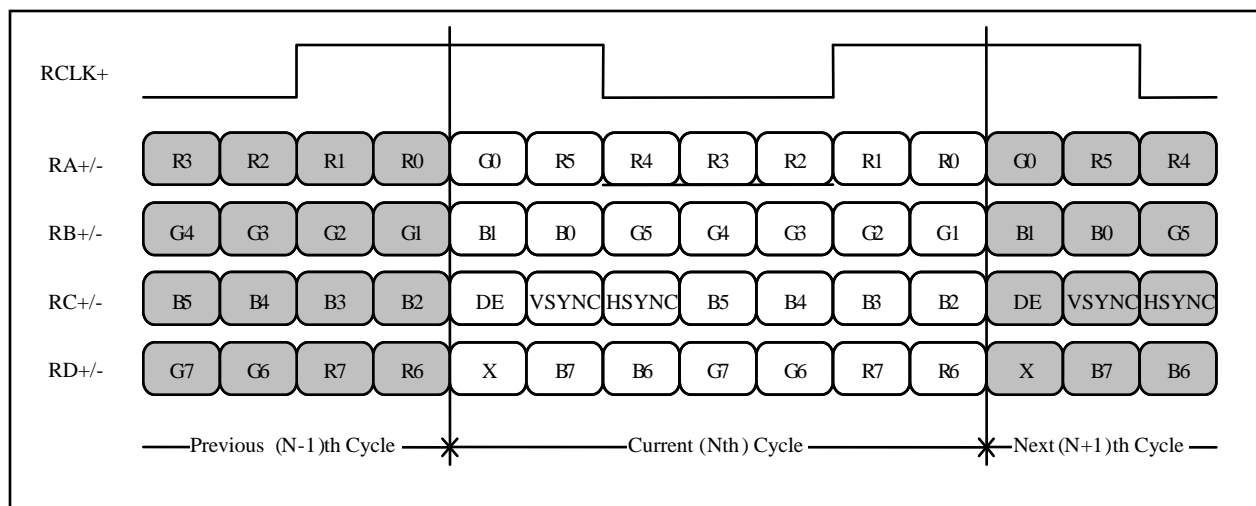 RCLK+
RA+/- R3 R2 R1 R0 G0 R5 R4 R3 R2 R1 R0 G0 R5 R4
RB+/- G4 G3 G2 G1 B1 B0 G5 G4 G3 G2 G1 B1 B0 G5
RC+/- B5 B4 B3 B2 DE VSYNC HSYNC B5 B4 B3 B2 DE VSYNC HSYNC
RD+/- G7 G6 R7 R6 X B7 B6 G7 G6 R7 R6 X B7 B6
Previous (N-1)th Cycle Current (Nth) Cycle Next (N+1)th Cycle